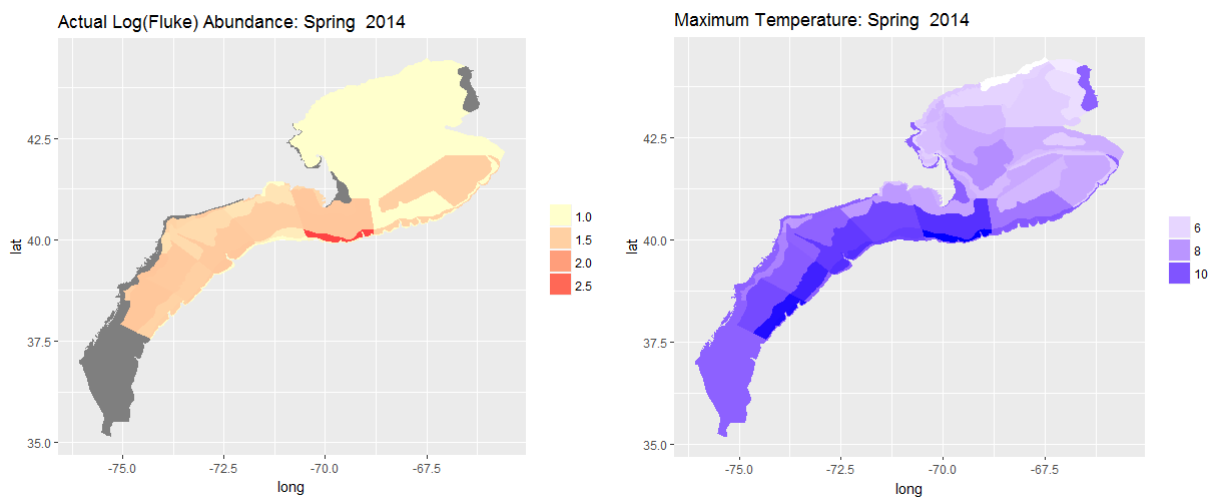 Actual Log(Fluke) Abundance: Spring  2014
42.5
40.0
37.5
35.0
lat
-75.0 -72.5 -70.0 -67.5
long
1.0
1.5
2.0
2.5
Maximum Temperature: Spring  2014
42.5
40.0
37.5
35.0
lat
-75.0 -72.5 -70.0 -67.5
long
6
8
10